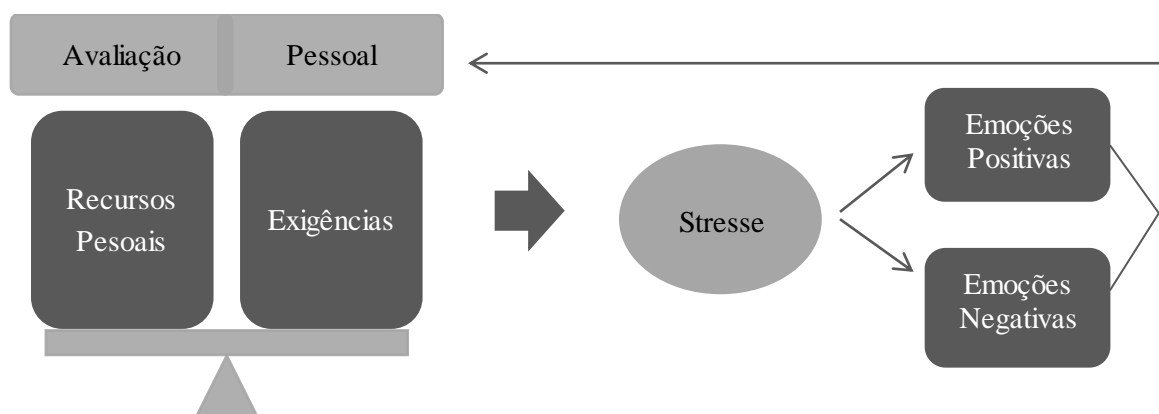 Avaliação Pessoal
Recursos
Pesoais
Exigências
Stresse
Emoções
Positivas
Emoções
Negativas